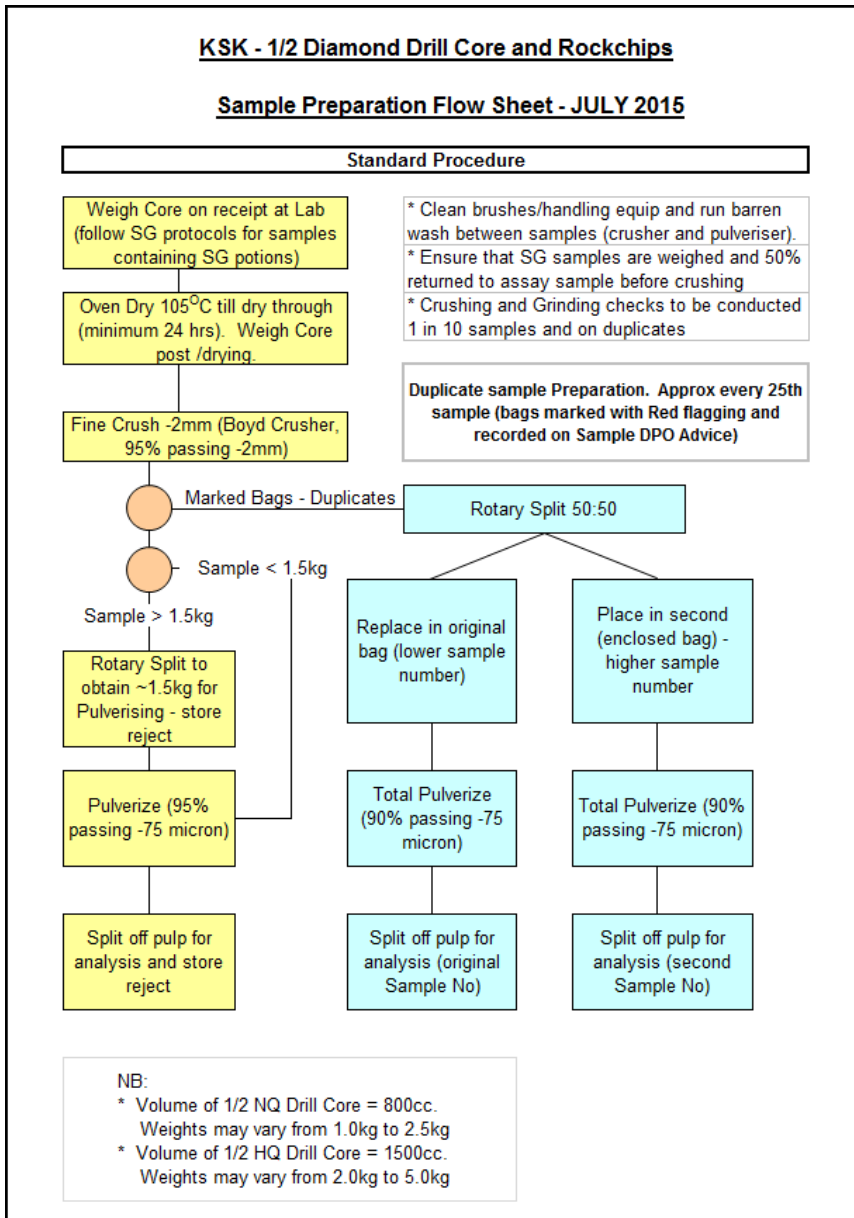 KSK - 1/2 Diamond Drill Core and Rockchips
Sample Preparation Flow Sheet - JULY 2015
Standard Procedure
Weigh Core on receipt at Lab
(follow SG protocols for samples
containing SG potions)
* Clean brushes/handling equip and run barren
wash between samples (crusher and pulveriser).
* Ensure that SG samples are weighed and 50%
returned to assay sample before crushing
* Crushing and Grinding checks to be conducted
1 in 10 samples and on duplicates
Oven Dry 105ᴼC till dry through
(minimum 24 hrs).  Weigh Core
post /drying.
Duplicate sample Preparation.  Approx every 25th
sample (bags marked with Red flagging and
recorded on Sample DPO Advice)
Fine Crush -2mm (Boyd Crusher,
95% passing -2mm)
Marked Bags - Duplicates
Rotary Split 50:50
Sample < 1.5kg
Sample > 1.5kg
Replace in original
bag (lower sample
number)
Place in second
(enclosed bag) -
higher sample
number
Rotary Split to
obtain ~1.5kg for
Pulverising - store
reject
Pulverize (95%
passing -75 micron)
Total Pulverize
(90% passing -75
micron)
Total Pulverize (90%
passing -75 micron)
Split off pulp for
analysis and store
reject
Split off pulp for
analysis (original
Sample No)
Split off pulp for
analysis (second
Sample No)
NB:
* Volume of 1/2 NQ Drill Core = 800cc.
Weights may vary from 1.0kg to 2.5kg
* Volume of 1/2 HQ Drill Core = 1500cc.
Weights may vary from 2.0kg to 5.0kg